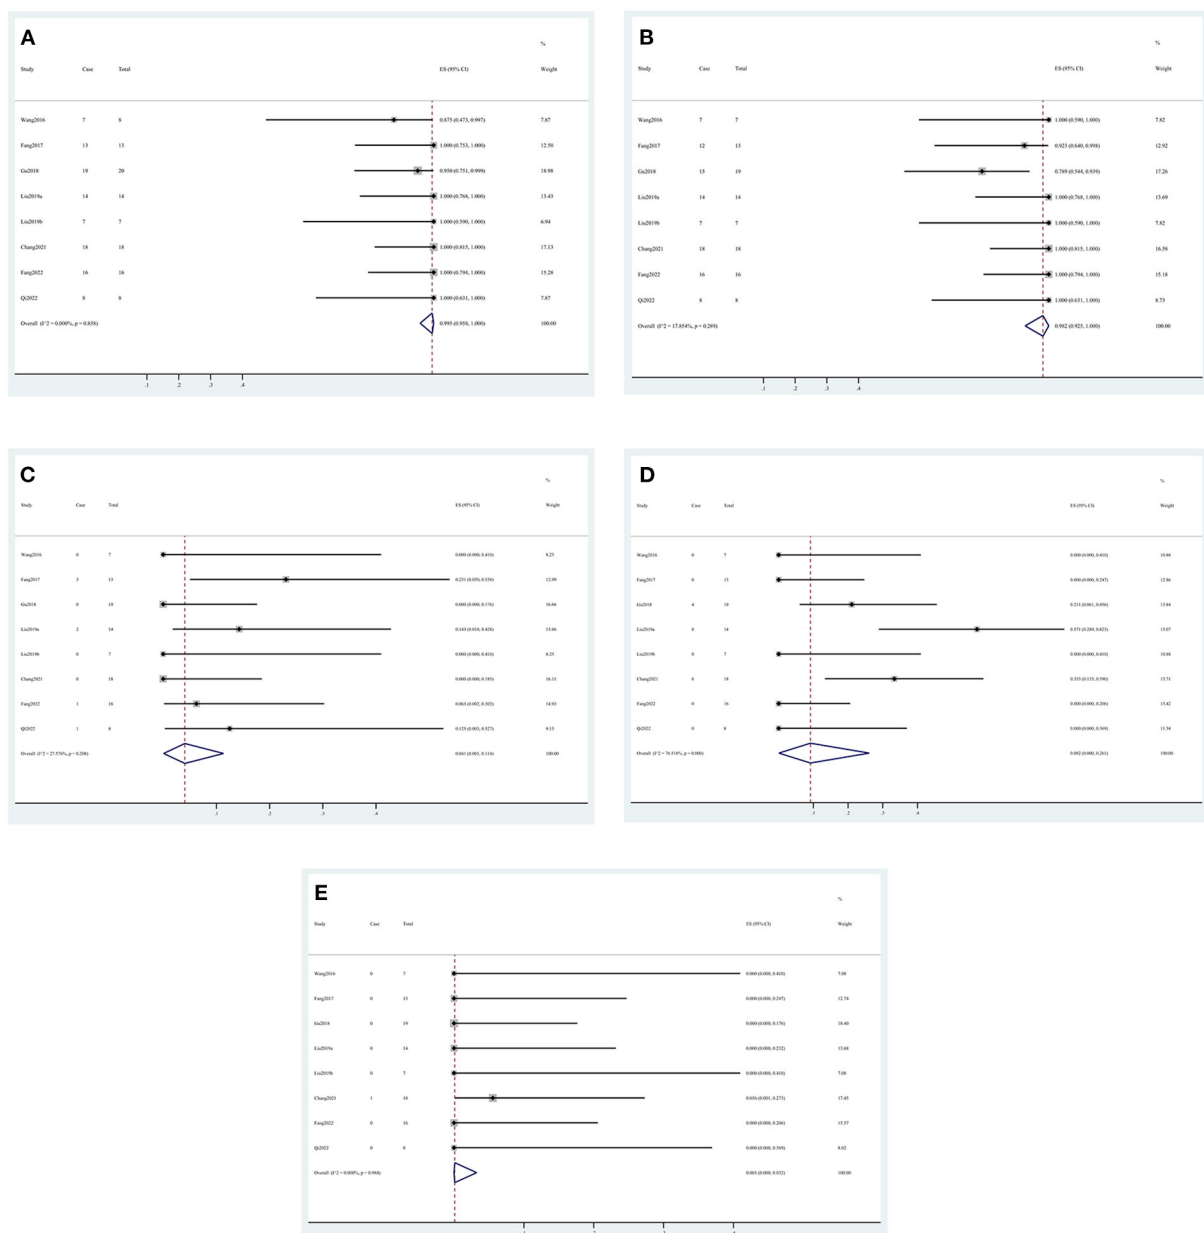 A
%
Study Case Total ES (95% CI) Weight
Wang2016 7 8 0.875 (0.473, 0.997) 7.87
Fang2017 13 13 1.000 (0.753, 1.000) 12.50
Gu2018 19 20 0.950 (0.751, 0.999) 18.98
Liu2019a 14 14 1.000 (0.768, 1.000) 13.43
Liu2019b 7 7 1.000 (0.590, 1.000) 6.94
Chang2021 18 18 1.000 (0.815, 1.000) 17.13
Fang2022 16 16 1.000 (0.794, 1.000) 15.28
Qi2022 8 8 1.000 (0.631, 1.000) 7.87
Overall (I^2 = 0.000%, p = 0.858) 0.995 (0.958, 1.000) 100.00
.1 .2 .3 .4
B
%
Study Case Total ES (95% CI) Weight
Wang2016 7 7 1.000 (0.590, 1.000) 7.82
Fang2017 12 13 0.923 (0.640, 0.998) 12.92
Gu2018 15 19 0.789 (0.544, 0.939) 17.26
Liu2019a 14 14 1.000 (0.768, 1.000) 13.69
Liu2019b 7 7 1.000 (0.590, 1.000) 7.82
Chang2021 18 18 1.000 (0.815, 1.000) 16.58
Fang2022 16 16 1.000 (0.794, 1.000) 15.18
Qi2022 8 8 1.000 (0.631, 1.000) 8.73
Overall (I^2 = 17.854%, p = 0.289) 0.982 (0.925, 1.000) 100.00
.1 .2 .3 .4
C
%
Study Case Total ES (95% CI) Weight
Wang2016 0 7 0.000 (0.000, 0.410) 8.25
Fang2017 3 13 0.231 (0.050, 0.538) 12.99
Gu2018 0 19 0.000 (0.000, 0.176) 16.66
Liu2019a 2 14 0.143 (0.018, 0.428) 13.66
Liu2019b 0 7 0.000 (0.000, 0.410) 8.25
Chang2021 0 18 0.000 (0.000, 0.185) 16.11
Fang2022 1 16 0.063 (0.002, 0.302) 14.93
Qi2022 1 8 0.125 (0.003, 0.527) 9.15
Overall (I^2 = 27.576%, p = 0.208) 0.041 (0.001, 0.114) 100.00
.1 .2 .3 .4
D
%
Study Case Total ES (95% CI) Weight
Wang2016 0 7 0.000 (0.000, 0.410) 10.88
Fang2017 0 13 0.000 (0.000, 0.247) 12.86
Gu2018 4 19 0.211 (0.061, 0.456) 15.84
Liu2019a 8 14 0.571 (0.289, 0.823) 15.07
Liu2019b 0 7 0.000 (0.000, 0.410) 10.88
Chang2021 6 18 0.333 (0.133, 0.590) 15.71
Fang2022 0 16 0.000 (0.000, 0.206) 15.42
Qi2022 0 8 0.000 (0.000, 0.369) 11.54
Overall (I^2 = 76.518%, p = 0.000) 0.092 (0.000, 0.261) 100.00
.1 .2 .3 .4
E
%
Study Case Total ES (95% CI) Weight
Wang2016 0 7 0.000 (0.000, 0.410) 7.08
Fang2017 0 13 0.000 (0.000, 0.247) 12.74
Gu2018 0 19 0.000 (0.000, 0.176) 18.40
Liu2019a 0 14 0.000 (0.000, 0.232) 13.68
Liu2019b 0 7 0.000 (0.000, 0.410) 7.08
Chang2021 1 18 0.056 (0.001, 0.273) 17.45
Fang2022 0 16 0.000 (0.000, 0.206) 15.57
Qi2022 0 8 0.000 (0.000, 0.369) 8.02
Overall (I^2 = 0.000%, p = 0.984) 0.003 (0.000, 0.032) 100.00